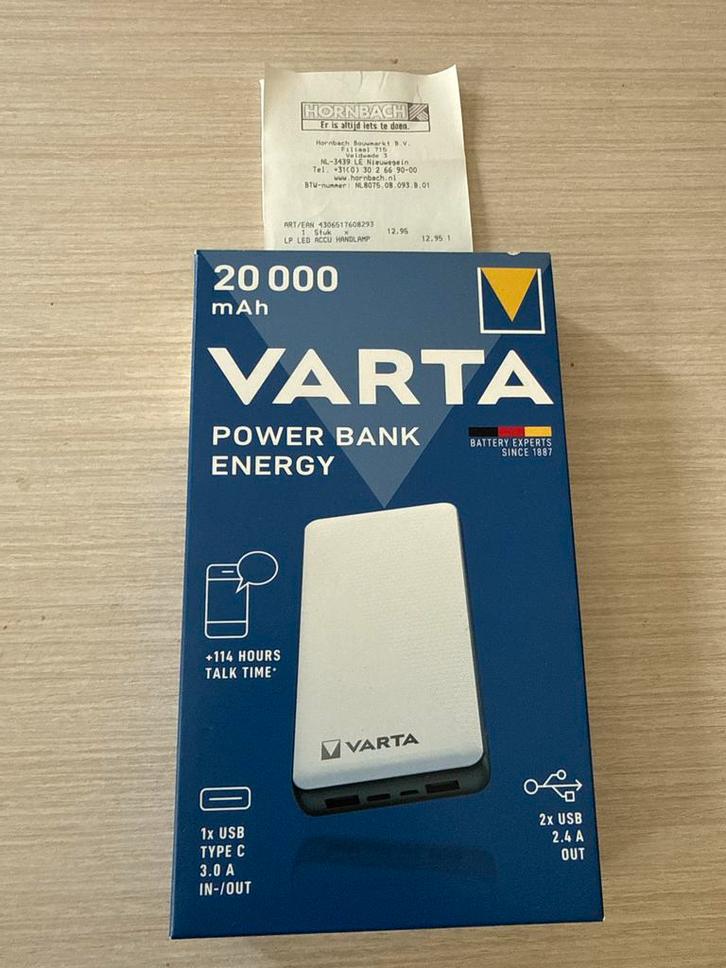 HORNBACH
Er is altijd iets te doen.
Hornbach Bouwmarkt B.V.
Filiaal 715
Veldwade 3
NL-3439 LE Nieuwegein
Tel. +31(0) 30 2 66 90-00
www.hornbach.nl
BTW-nummer: NL8075.08.093.B.01
ART/EAN 4306517608293
1 Stuk x 12.95
LP LED ACCU HANDLAMP 12.95 1
20 000
mAh
VARTA
POWER BANK
ENERGY
BATTERY EXPERTS
SINCE 1887
+114 HOURS
TALK TIME*
VARTA
1x USB
TYPE C
3.0 A
IN-/OUT
2x USB
2.4 A
OUT